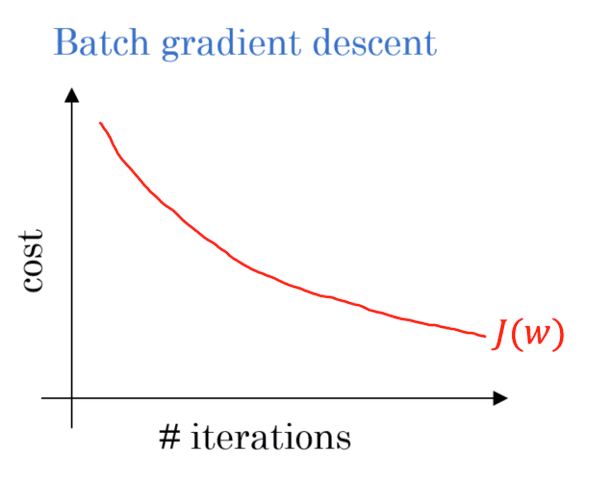 Batch gradient descent
cost
J(w)
# iterations